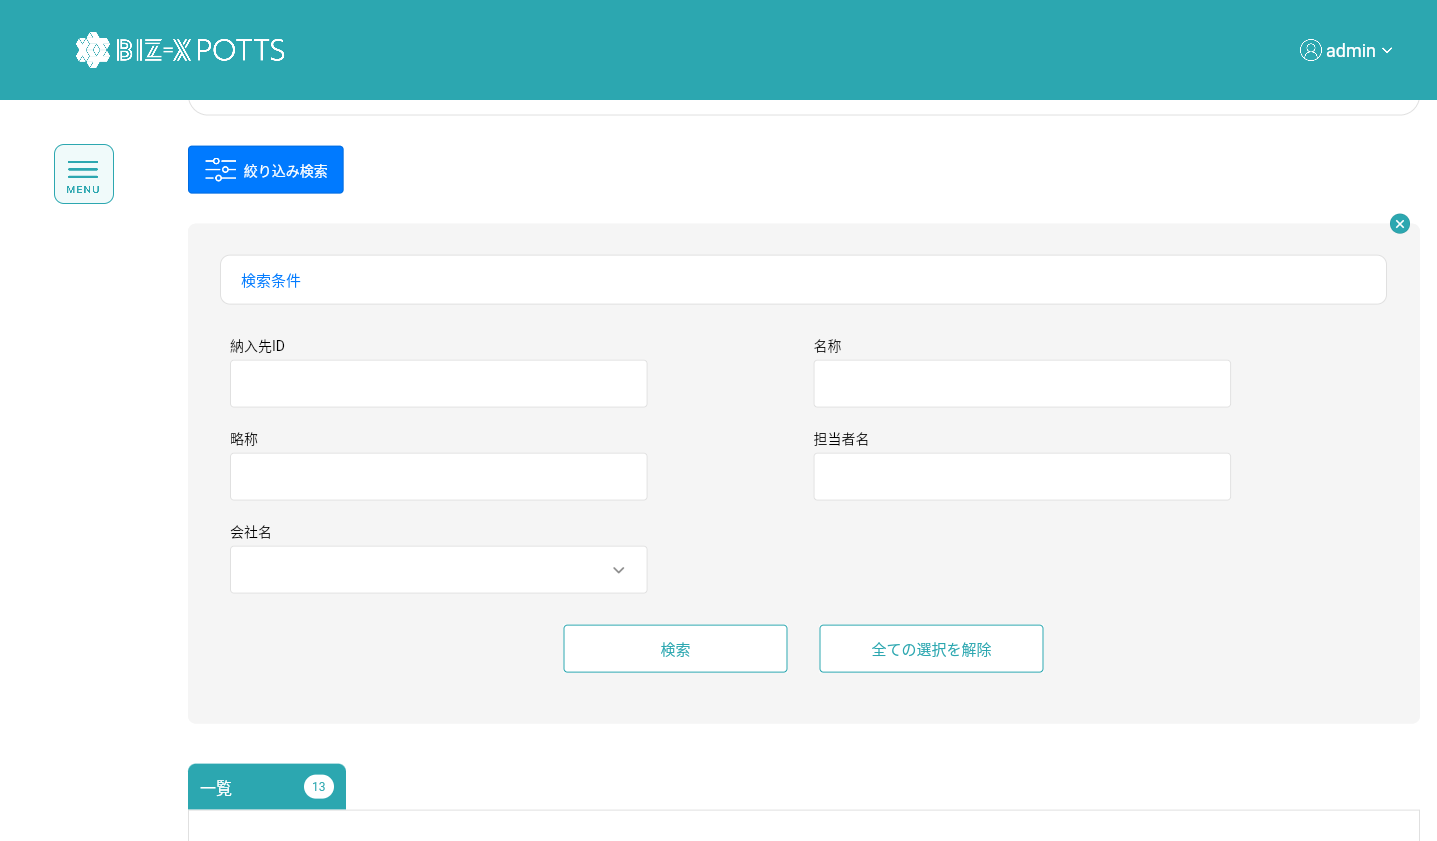 BIZ-X POTTS
admin
MENU
絞り込み検索
検索条件
納入先ID
名称
略称
担当者名
会社名
検索
全ての選択を解除
一覧
13